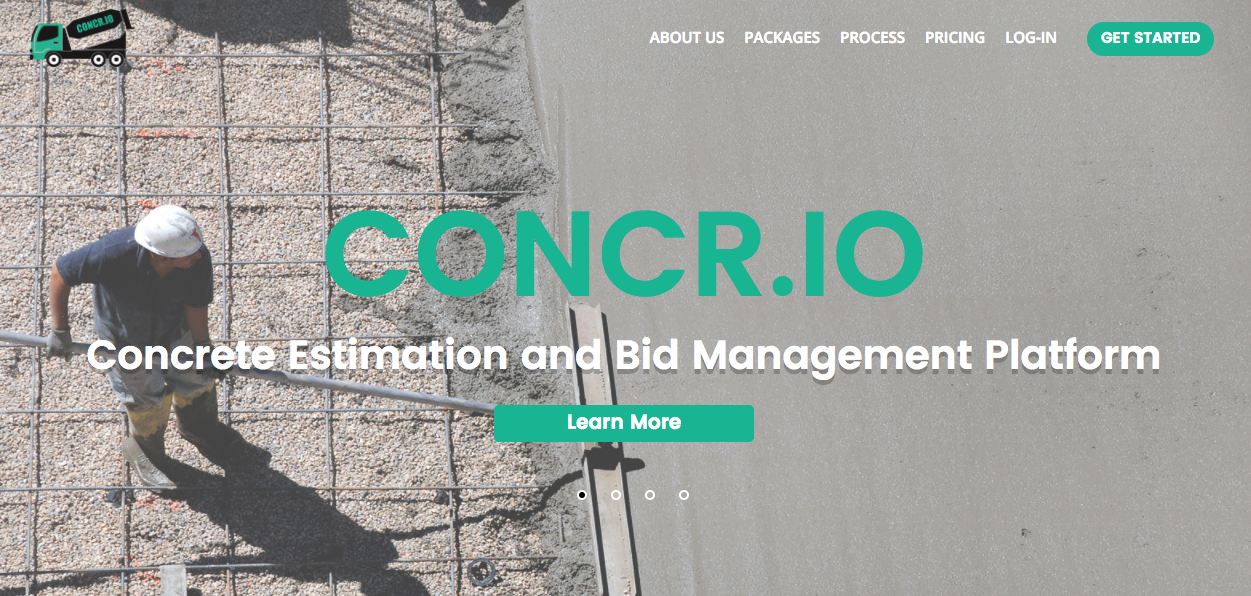 CONCR.IO
ABOUT US PACKAGES PROCESS PRICING LOG-IN GET STARTED
CONCR.IO
Concrete Estimation and Bid Management Platform
Learn More